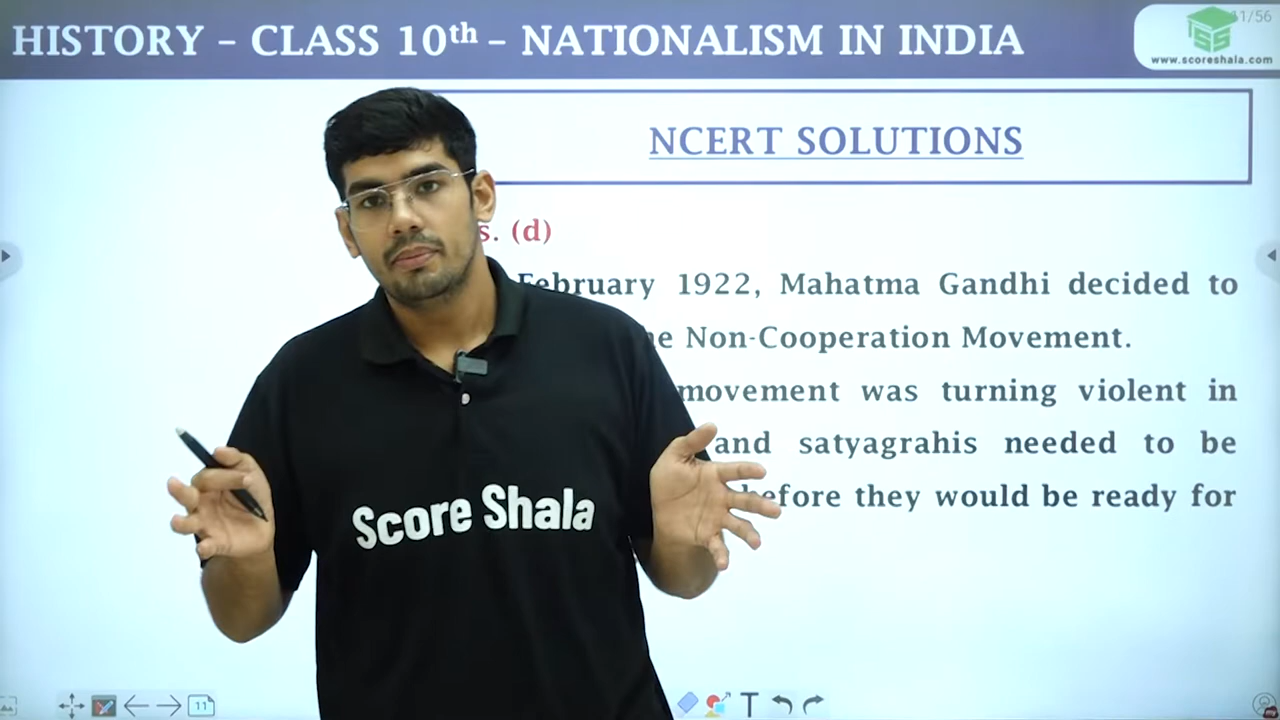 HISTORY – CLASS 10th – NATIONALISM IN INDIA
11/56
www.scoreshala.com
NCERT SOLUTIONS
s. (d)
February 1922, Mahatma Gandhi decided to
Non-Cooperation Movement.
movement was turning violent in
and satyagrahis needed to be
before they would be ready for
Score Shala
11
T